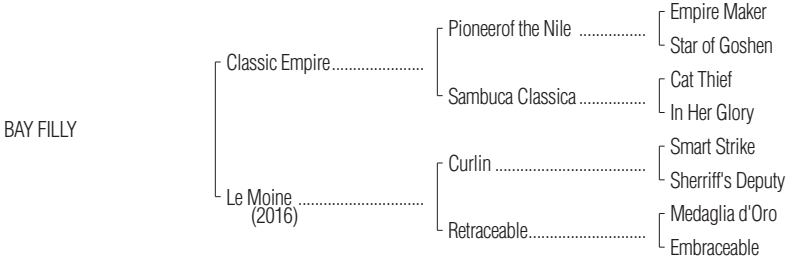 Empire Maker
Pioneerof the Nile ................
Star of Goshen
Classic Empire......................
Cat Thief
Sambuca Classica ................
In Her Glory
BAY FILLY
Smart Strike
Curlin ....................................
Sherriff's Deputy
Le Moine ..............................
(2016)
Medaglia d'Oro
Retraceable............................
Embraceable